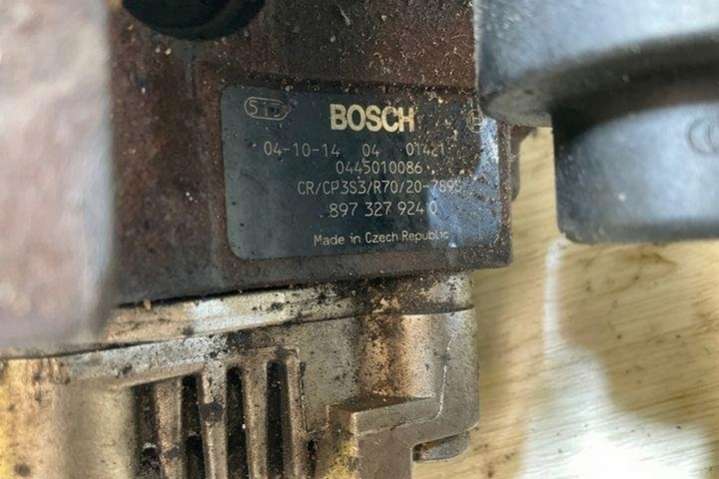 BOSCH
04-10-14 04 01421
0445010086
CR/CP3S3/R70/20-789S
897 327 924 0
Made in Czech Republic